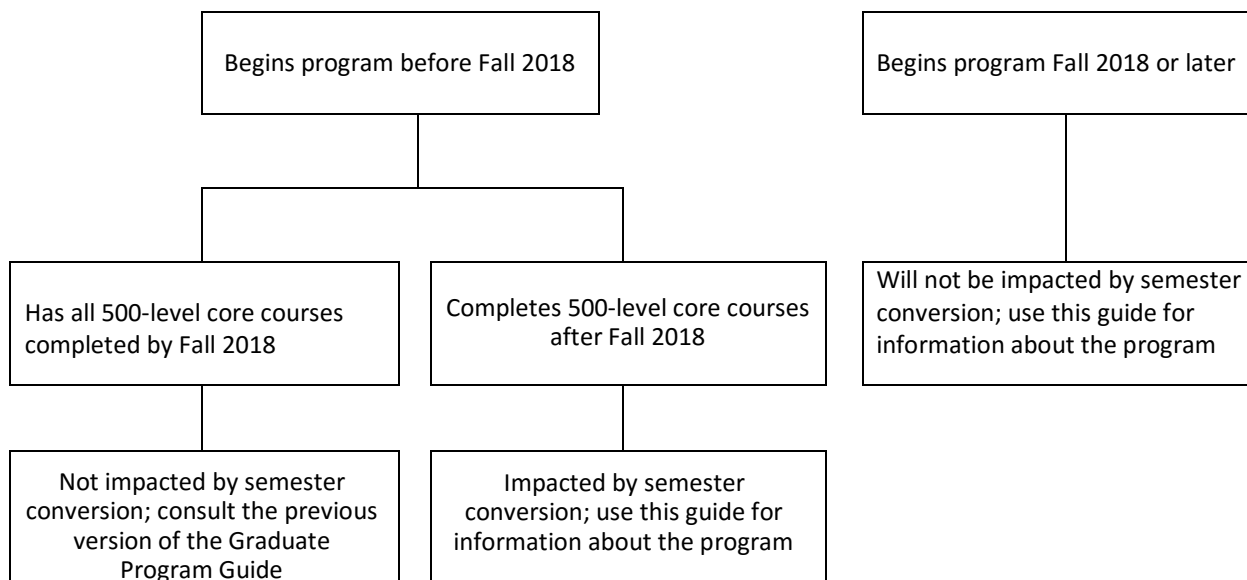 Begins program before Fall 2018
Begins program Fall 2018 or later
Has all 500-level core courses
completed by Fall 2018
Completes 500-level core courses
after Fall 2018
Will not be impacted by semester
conversion; use this guide for
information about the program
Not impacted by semester
conversion; consult the previous
version of the Graduate
Program Guide
Impacted by semester
conversion; use this guide for
information about the program